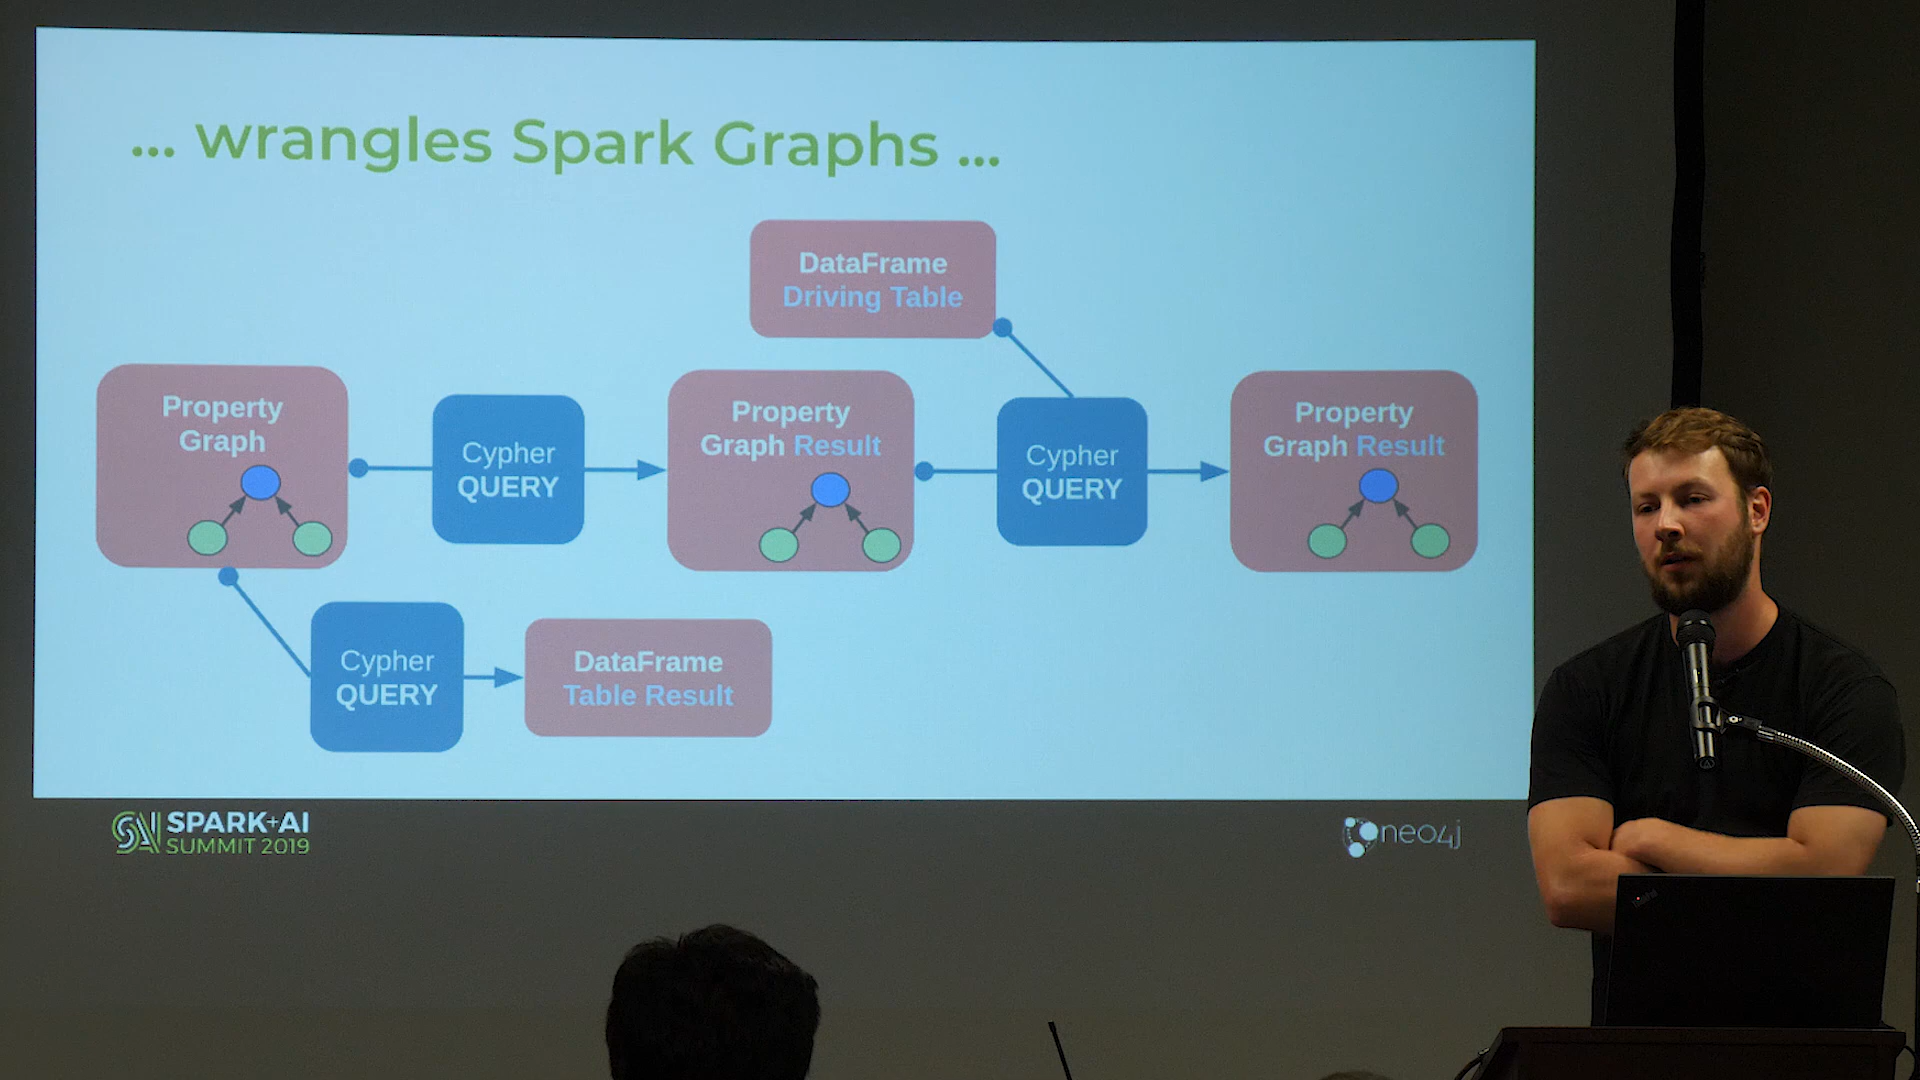 ... wrangles Spark Graphs ...
DataFrame
Driving Table
Property
Graph
Cypher
QUERY
Property
Graph Result
Cypher
QUERY
Property
Graph Result
Cypher
QUERY
DataFrame
Table Result
SPARK+AI
SUMMIT 2019
neo4j